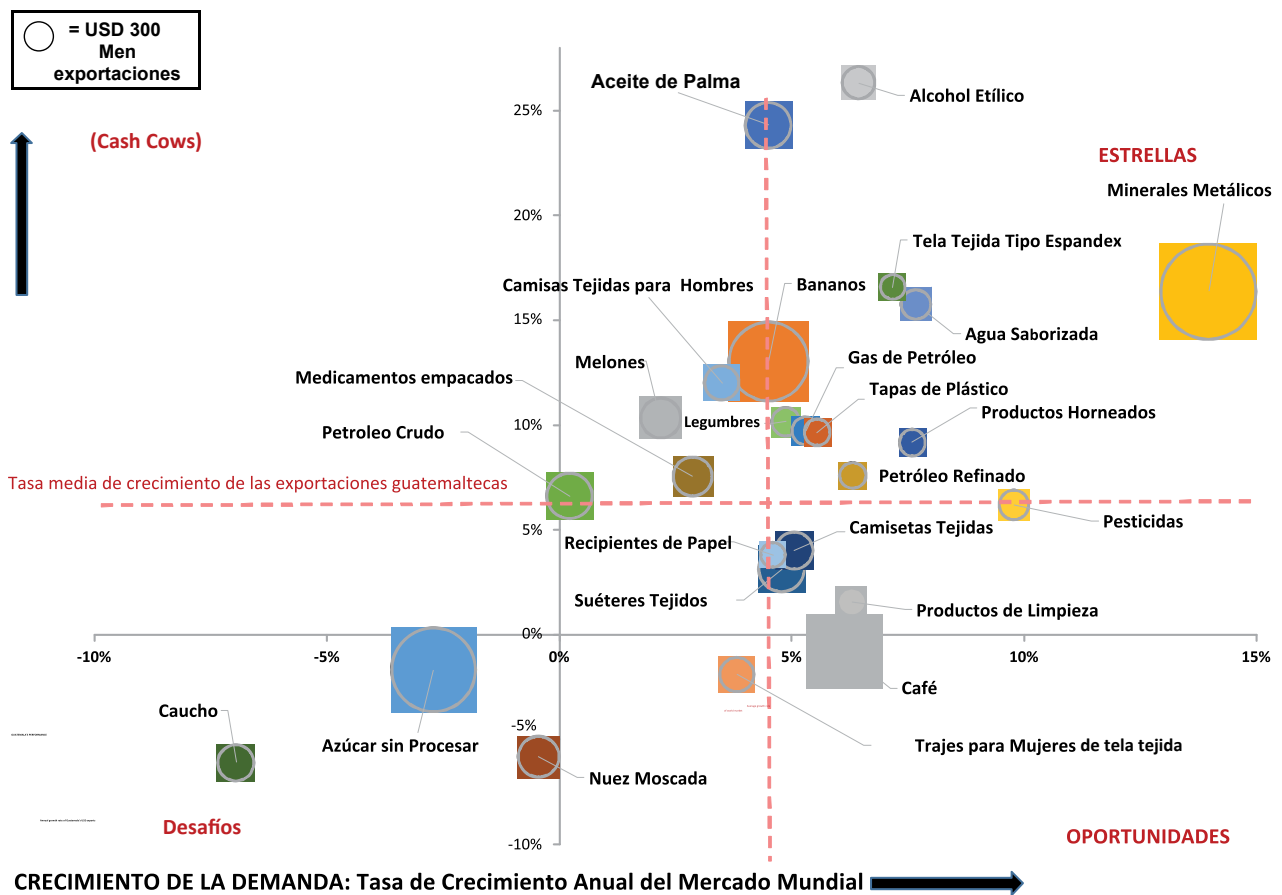 = USD 300
Men
exportaciones
Aceite de Palma
Alcohol Etílico
25%
(Cash Cows)
ESTRELLAS
Minerales Metálicos
20%
Tela Tejida Tipo Espandex
Camisas Tejidas para Hombres
Bananos
15%
Agua Saborizada
Melones
Gas de Petróleo
Medicamentos empacados
Tapas de Plástico
Productos Horneados
Legumbres
10%
Petroleo Crudo
Petróleo Refinado
Tasa media de crecimiento de las exportaciones guatemaltecas
Pesticidas
5%
Camisetas Tejidas
Recipientes de Papel
Suéteres Tejidos
Productos de Limpieza
0%
-10%
-5%
0%
5%
10%
15%
Café
Caucho
-5%
Azúcar sin Procesar
Trajes para Mujeres de tela tejida
Nuez Moscada
Desafíos
OPORTUNIDADES
-10%
CRECIMIENTO DE LA DEMANDA: Tasa de Crecimiento Anual del Mercado Mundial